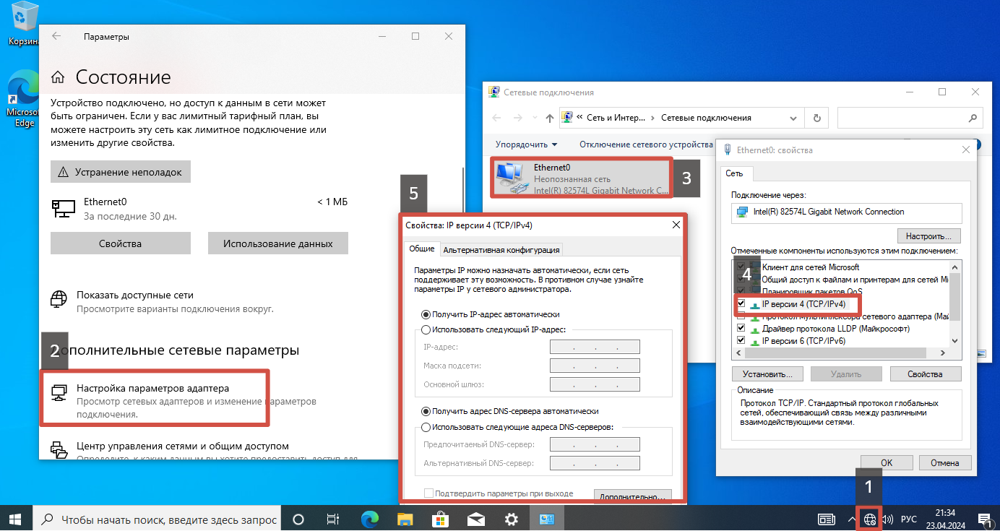 Корзина
Microsoft
Edge
Параметры
Состояние
Устройство подключено, но доступ к данным в сети может
быть ограничен. Если у вас лимитный тарифный план, вы
можете настроить эту сеть как лимитное подключение или
изменить другие свойства.
Устранение неполадок
Ethernet0
< 1 МБ
За последние 30 дн.
Свойства
Использование данных
Показать доступные сети
Просмотрите варианты подключения вокруг.
2
Дополнительные сетевые параметры
Настройка параметров адаптера
Просмотр сетевых адаптеров и изменение параметров
подключения.
Центр управления сетями и общим доступом
Определите, к каким данным вы хотите предоставить доступ для
Сетевые подключения
« Сеть и Интер... › Сетевые подключения
Упорядочить
Отключение сетевого устройства
Ethernet0
Неопознанная сеть
Intel(R) 82574L Gigabit Network C...
3
5
Свойства: IP версии 4 (TCP/IPv4)
Общие
Альтернативная конфигурация
Параметры IP можно назначать автоматически, если сеть
поддерживает эту возможность. В противном случае узнайте
параметры IP у сетевого администратора.
Получить IP-адрес автоматически
Использовать следующий IP-адрес:
IP-адрес:
Маска подсети:
Основной шлюз:
Получить адрес DNS-сервера автоматически
Использовать следующие адреса DNS-серверов:
Предпочитаемый DNS-сервер:
Альтернативный DNS-сервер:
Подтвердить параметры при выходе
Дополнительно...
Ethernet0: свойства
Сеть
Подключение через:
Intel(R) 82574L Gigabit Network Connection
Настроить...
Отмеченные компоненты используются этим подключением:
4
Клиент для сетей Microsoft
Общий доступ к файлам и принтерам для сетей Mi
Планировщик пакетов QoS
IP версии 4 (TCP/IPv4)
Протокол мультиплексора сетевого адаптера (Май
Драйвер протокола LLDP (Майкрософт)
IP версии 6 (TCP/IPv6)
Установить...
Удалить
Свойства
Описание
Протокол TCP/IP. Стандартный протокол глобальных
сетей, обеспечивающий связь между различными
взаимодействующими сетями.
OK
Отмена
1
Чтобы начать поиск, введите здесь запрос
РУС
21:34
23.04.2024
1